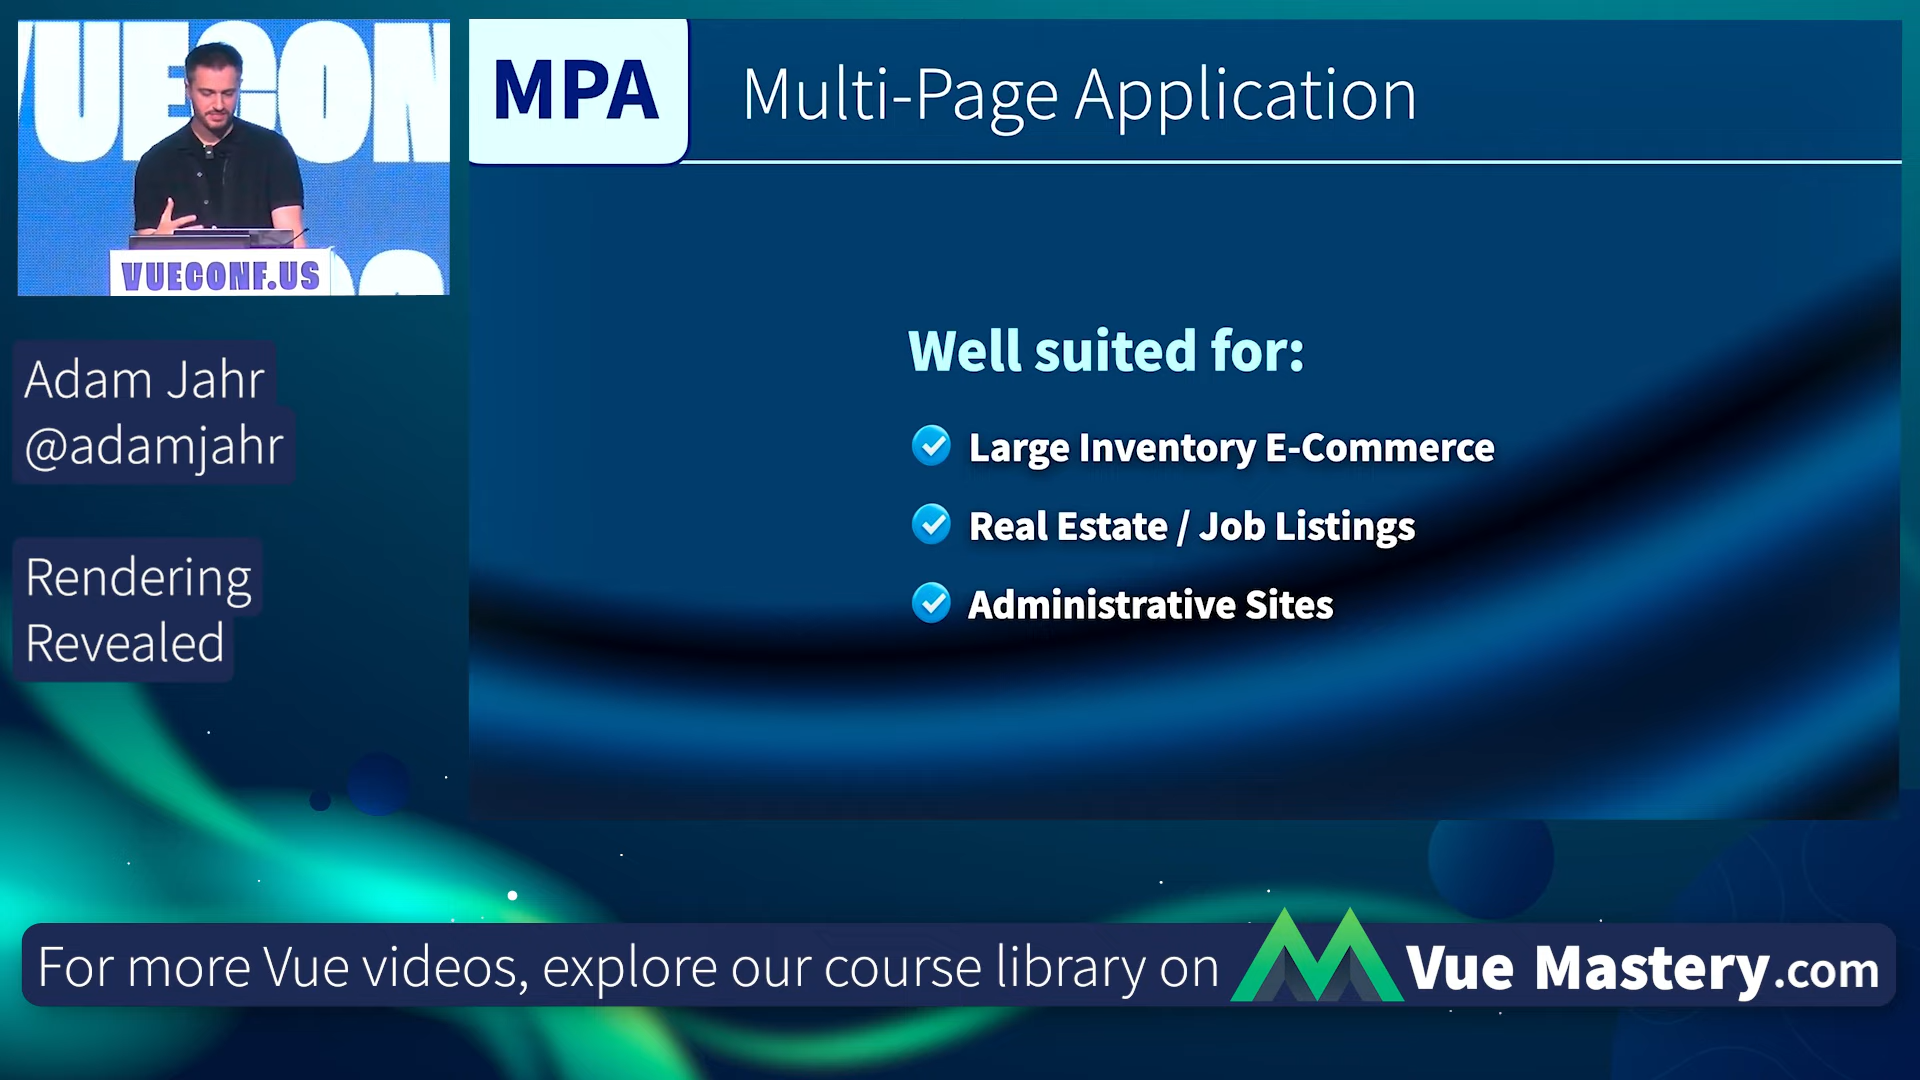 VUECON
VUECONF.US
Adam Jahr
@adamjahr
Rendering
Revealed
MPA
Multi-Page Application
Well suited for:
Large Inventory E-Commerce
Real Estate / Job Listings
Administrative Sites
For more Vue videos, explore our course library on Vue Mastery.com